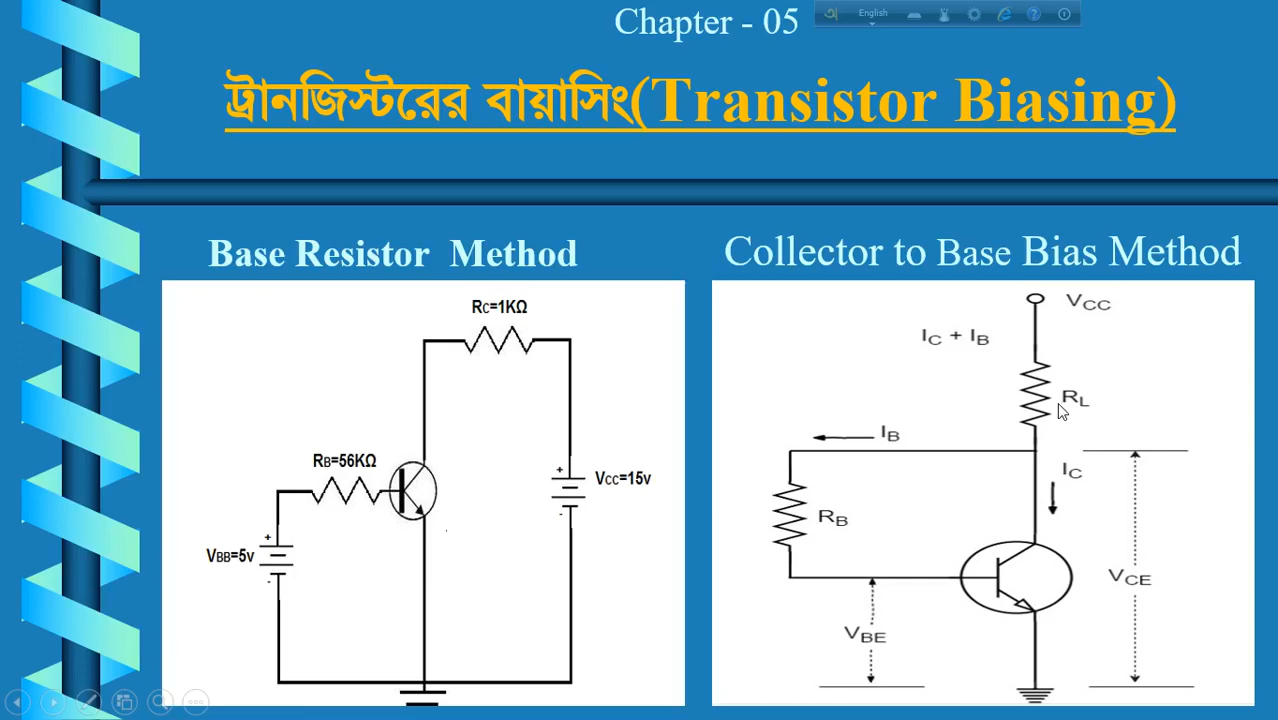 Chapter - 05
English
ট্রানজিস্টরের বায়াসিং(Transistor Biasing)
Base Resistor Method
Collector to Base Bias Method
RC=1KΩ
RB=56KΩ
+
VCC=15v
-
+
VBB=5v
-
VCC
IC + IB
RL
IB
IC
RB
VCE
VBE